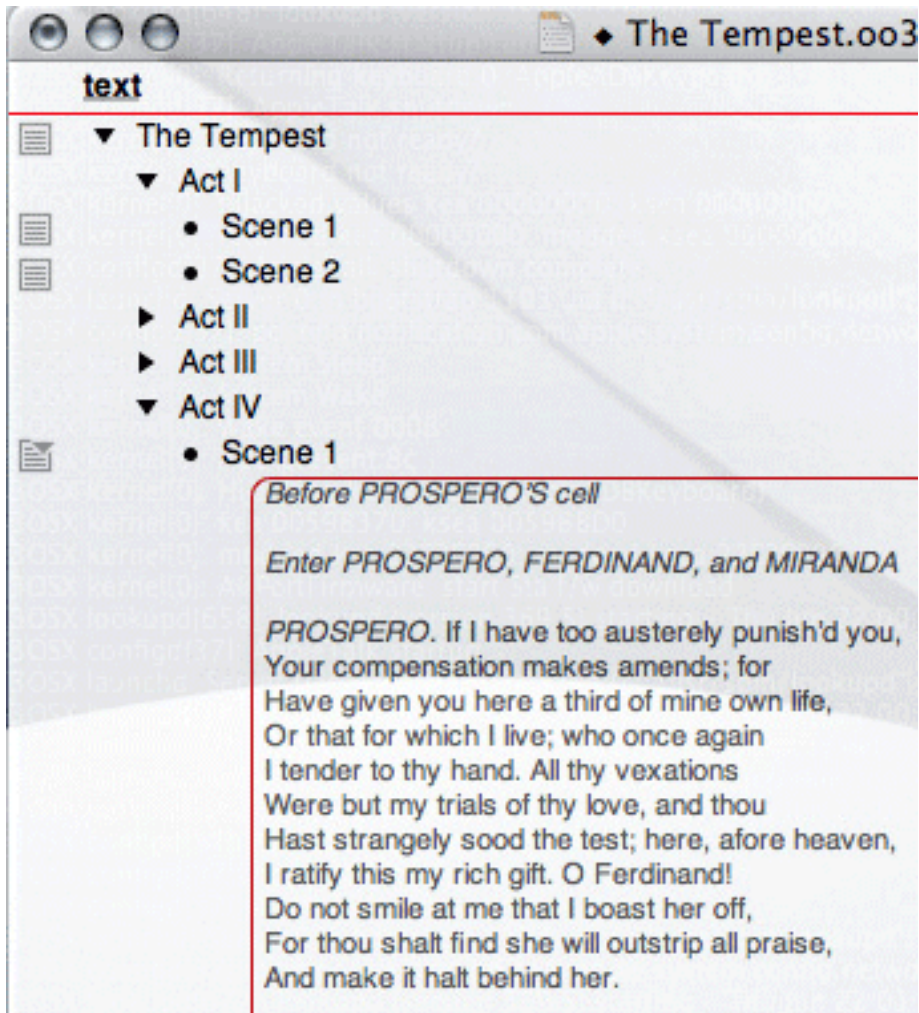 The Tempest.oo3
text
The Tempest
Act I
Scene 1
Scene 2
Act II
Act III
Act IV
Scene 1
Before PROSPERO'S cell
Enter PROSPERO, FERDINAND, and MIRANDA
PROSPERO. If I have too austerely punish'd you,
Your compensation makes amends; for
Have given you here a third of mine own life,
Or that for which I live; who once again
I tender to thy hand. All thy vexations
Were but my trials of thy love, and thou
Hast strangely sood the test; here, afore heaven,
I ratify this my rich gift. O Ferdinand!
Do not smile at me that I boast her off,
For thou shalt find she will outstrip all praise,
And make it halt behind her.